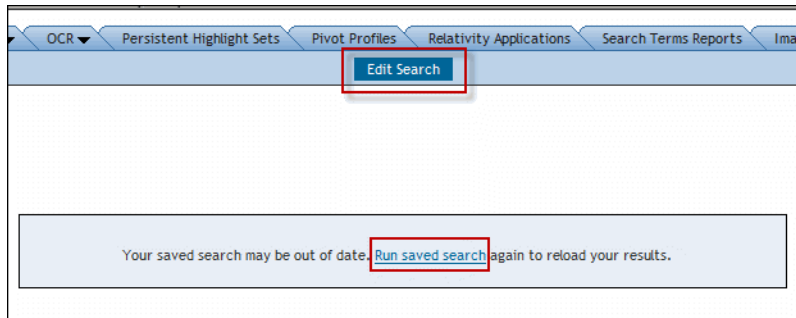 OCR Persistent Highlight Sets Pivot Profiles Relativity Applications Search Terms Reports
Edit Search
Your saved search may be out of date. Run saved search again to reload your results.